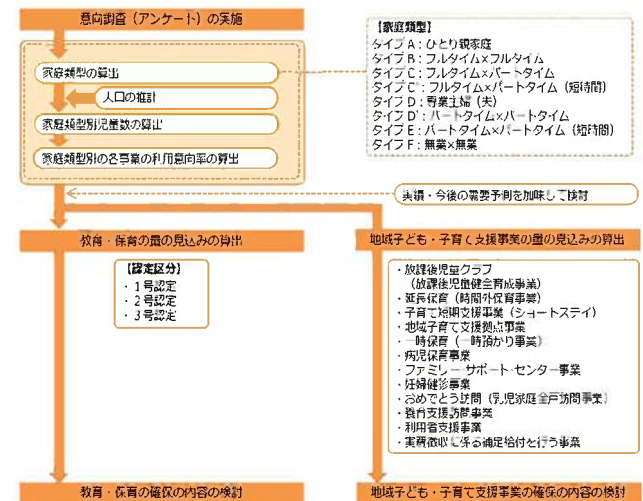 意向調査（アンケート）の実施
家庭類型の算出
人口の推計
家庭類型別児童数の算出
家庭類型別の各事業の利用意向率の算出
【家庭類型】
タイプA：ひとり親家庭
タイプB：フルタイム×フルタイム
タイプC：フルタイム×パートタイム
タイプC'：フルタイム×パートタイム（短時間）
タイプD：専業主婦（夫）
タイプD'：パートタイム×パートタイム
タイプE：パートタイム×パートタイム（短時間）
タイプF：無業×無業
実績・今後の需要予測を加味して検討
教育・保育の量の見込みの算出
【認定区分】
・1号認定
・2号認定
・3号認定
地域子ども・子育て支援事業の量の見込みの算出
・放課後児童クラブ
（放課後児童健全育成事業）
・延長保育（時間外保育事業）
・子育て短期支援事業（ショートステイ）
・地域子育て支援拠点事業
・一時保育（一時預かり事業）
・病児保育事業
・ファミリー・サポート・センター事業
・妊婦健診事業
・おめでとう訪問（乳児家庭全戸訪問事業）
・養育支援訪問事業
・利用者支援事業
・実費徴収に係る補足給付を行う事業
教育・保育の確保の内容の検討
地域子ども・子育て支援事業の確保の内容の検討